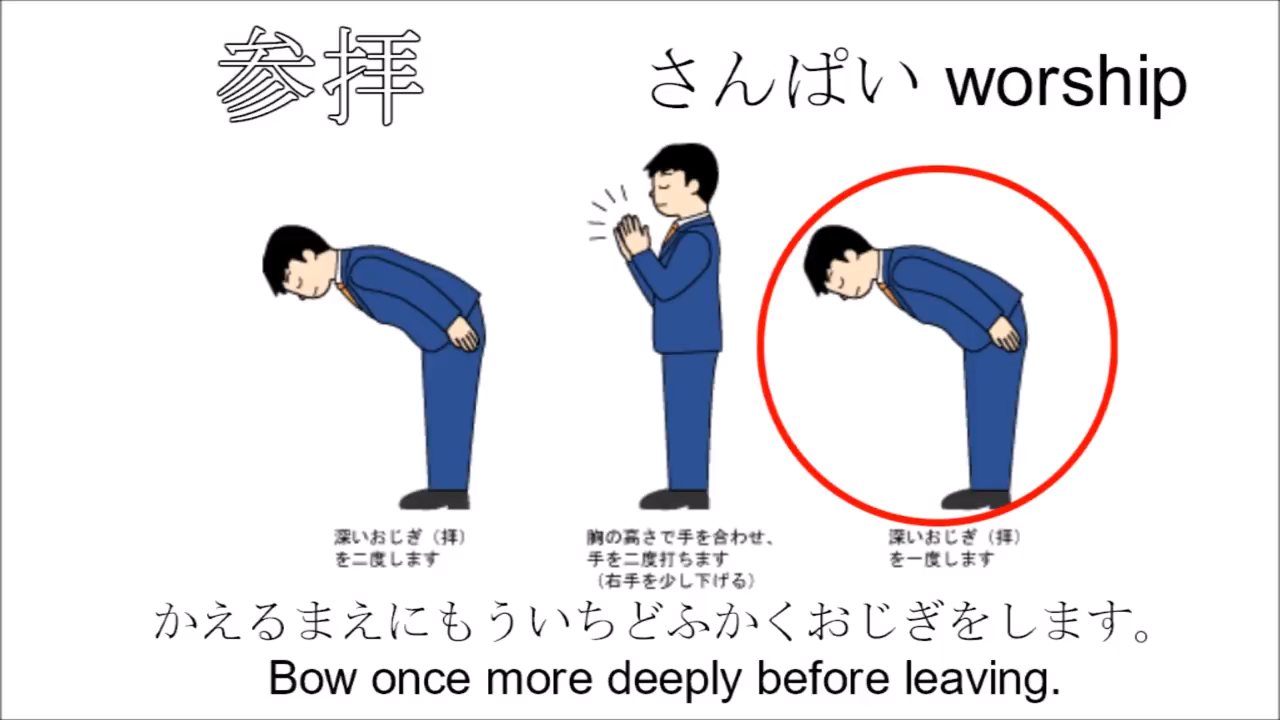 参拝
さんぱい worship
深いおじぎ（拝）
を二度します
胸の高さで手を合わせ、
手を二度打ちます
（右手を少し下げる）
深いおじぎ（拝）
を一度します
かえるまえにもういちどふかくおじぎをします。
Bow once more deeply before leaving.